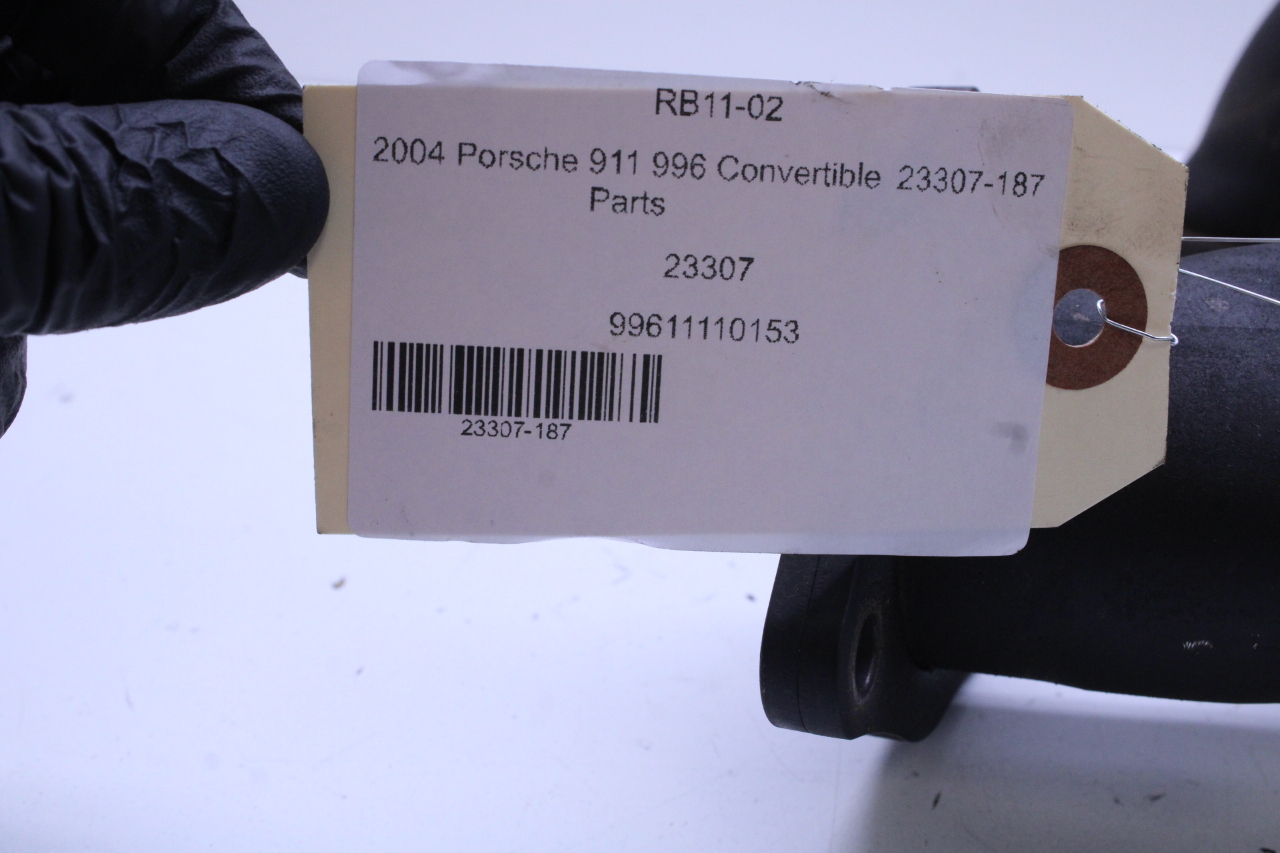 RB11-02
2004 Porsche 911 996 Convertible 23307-187
Parts
23307
99611110153
23307-187